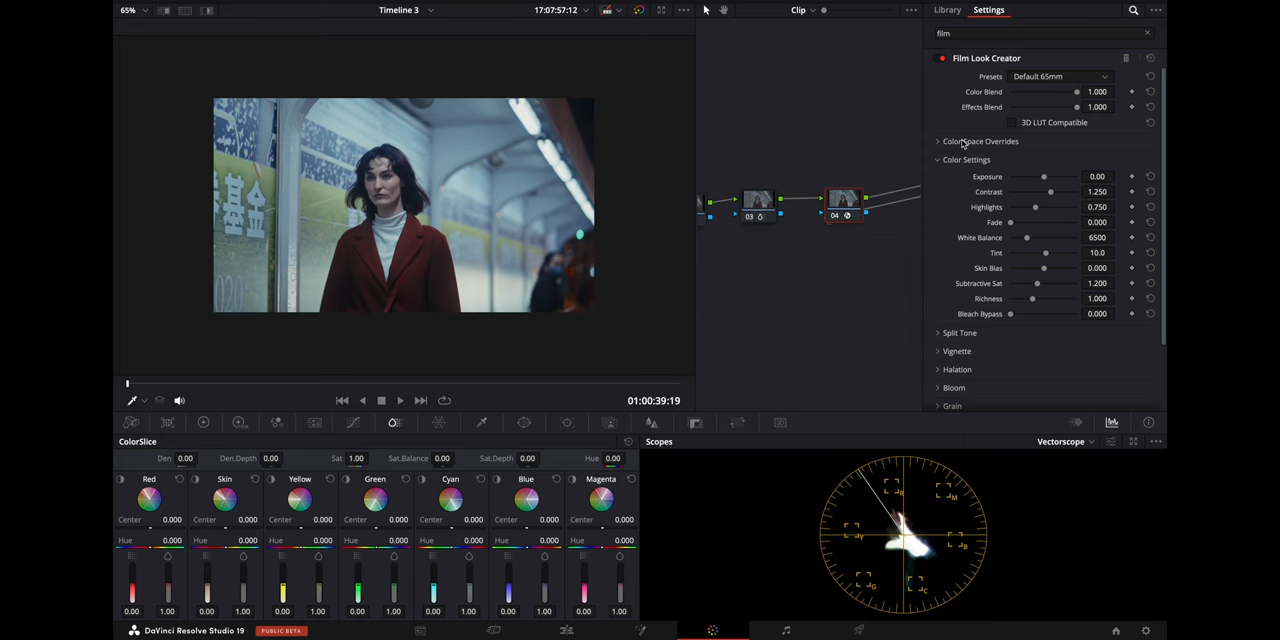 65%
Timeline 3
17:07:57:12
Clip
Library
Settings
film
Film Look Creator
Presets
Default 65mm
Color Blend
1.000
Effects Blend
1.000
3D LUT Compatible
Color Space Overrides
Color Settings
Exposure
0.00
Contrast
1.250
Highlights
0.750
Fade
0.000
White Balance
6500
Tint
10.0
Skin Bias
0.000
Subtractive Sat
1.200
Richness
1.000
Bleach Bypass
0.000
Split Tone
Vignette
Halation
Bloom
Grain
03
04
金
基
01:00:39:19
ColorSlice
Den 0.00 Den.Depth 0.00 Sat 1.00 Sat.Balance 0.00 Sat.Depth 0.00 Hue 0.00
Red Skin Yellow Green Cyan Blue Magenta
Center 0.000 Center 0.000 Center 0.000 Center 0.000 Center 0.000 Center 0.000 Center 0.000
Hue 0.000 Hue 0.000 Hue 0.000 Hue 0.000 Hue 0.000 Hue 0.000 Hue 0.000
0.00 1.00 0.00 1.00 0.00 1.00 0.00 1.00 0.00 1.00 0.00 1.00 0.00 1.00
Scopes
Vectorscope
R
M
Y
B
G
C
DaVinci Resolve Studio 19
PUBLIC BETA